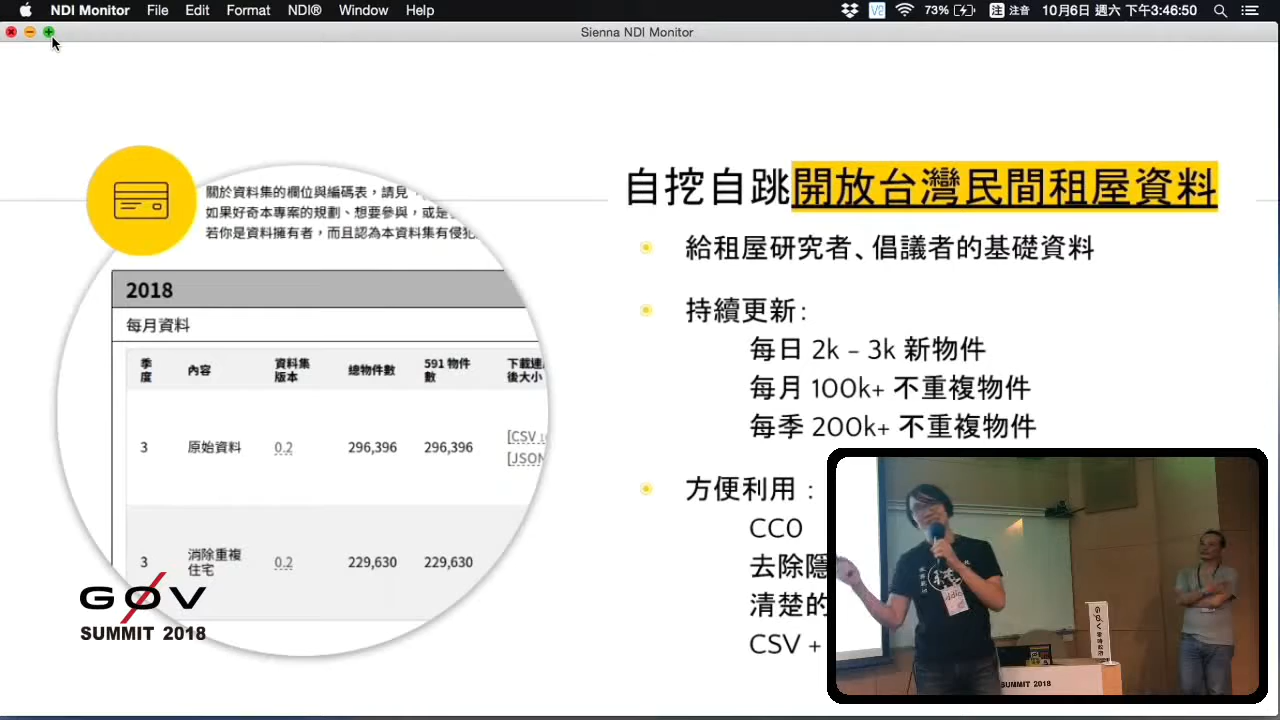 NDI Monitor File Edit Format NDI® Window Help 73% 注 注音 10月6日 週六 下午3:46:50
Sienna NDI Monitor
關於資料集的欄位與編碼表，請見
如果好奇本專案的規劃、想要參與，或是
若你是資料擁有者，而且認為本資料集有侵犯
2018
每月資料
季度 內容 資料集版本 總物件數 591 物件數 下載連
後大小
3 原始資料 0.2 296,396 296,396 [CSV
[JSON
3 消除重複住宅 0.2 229,630 229,630
G0V
SUMMIT 2018
自挖自跳開放台灣民間租屋資料
給租屋研究者、倡議者的基礎資料
持續更新：
每日 2k – 3k 新物件
每月 100k+ 不重複物件
每季 200k+ 不重複物件
方便利用：
CC0
去除隱
清楚的
CSV +
SUMMIT 2018